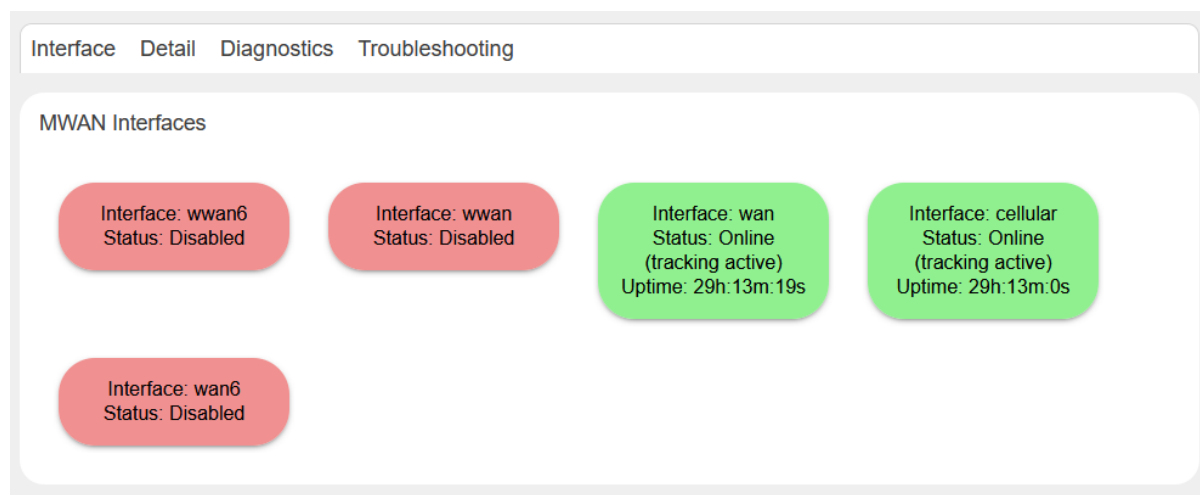 Interface Detail Diagnostics Troubleshooting
MWAN Interfaces
Interface: wwan6
Status: Disabled
Interface: wwan
Status: Disabled
Interface: wan
Status: Online
(tracking active)
Uptime: 29h:13m:19s
Interface: cellular
Status: Online
(tracking active)
Uptime: 29h:13m:0s
Interface: wan6
Status: Disabled